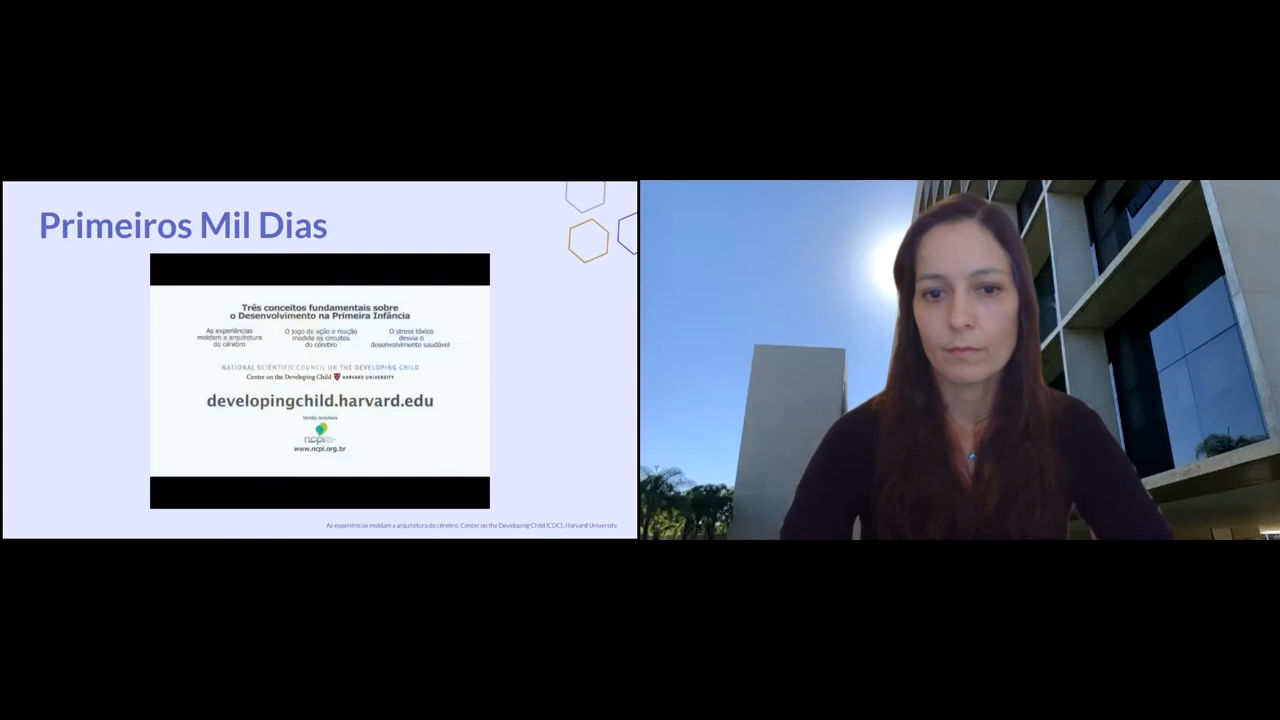 Primeiros Mil Dias
Três conceitos fundamentais sobre
o Desenvolvimento na Primeira Infância
As experiências
moldam a arquitetura
do cérebro
O jogo de ação e reação
modela os circuitos
do cérebro
O stress tóxico
desvia o
desenvolvimento saudável
NATIONAL SCIENTIFIC COUNCIL ON THE DEVELOPING CHILD
Center on the Developing Child HARVARD UNIVERSITY
developingchild.harvard.edu
Versão brasileira
ncpi
www.ncpi.org.br
As experiências moldam a arquitetura do cérebro. Center on the Developing Child (CDC), Harvard University.